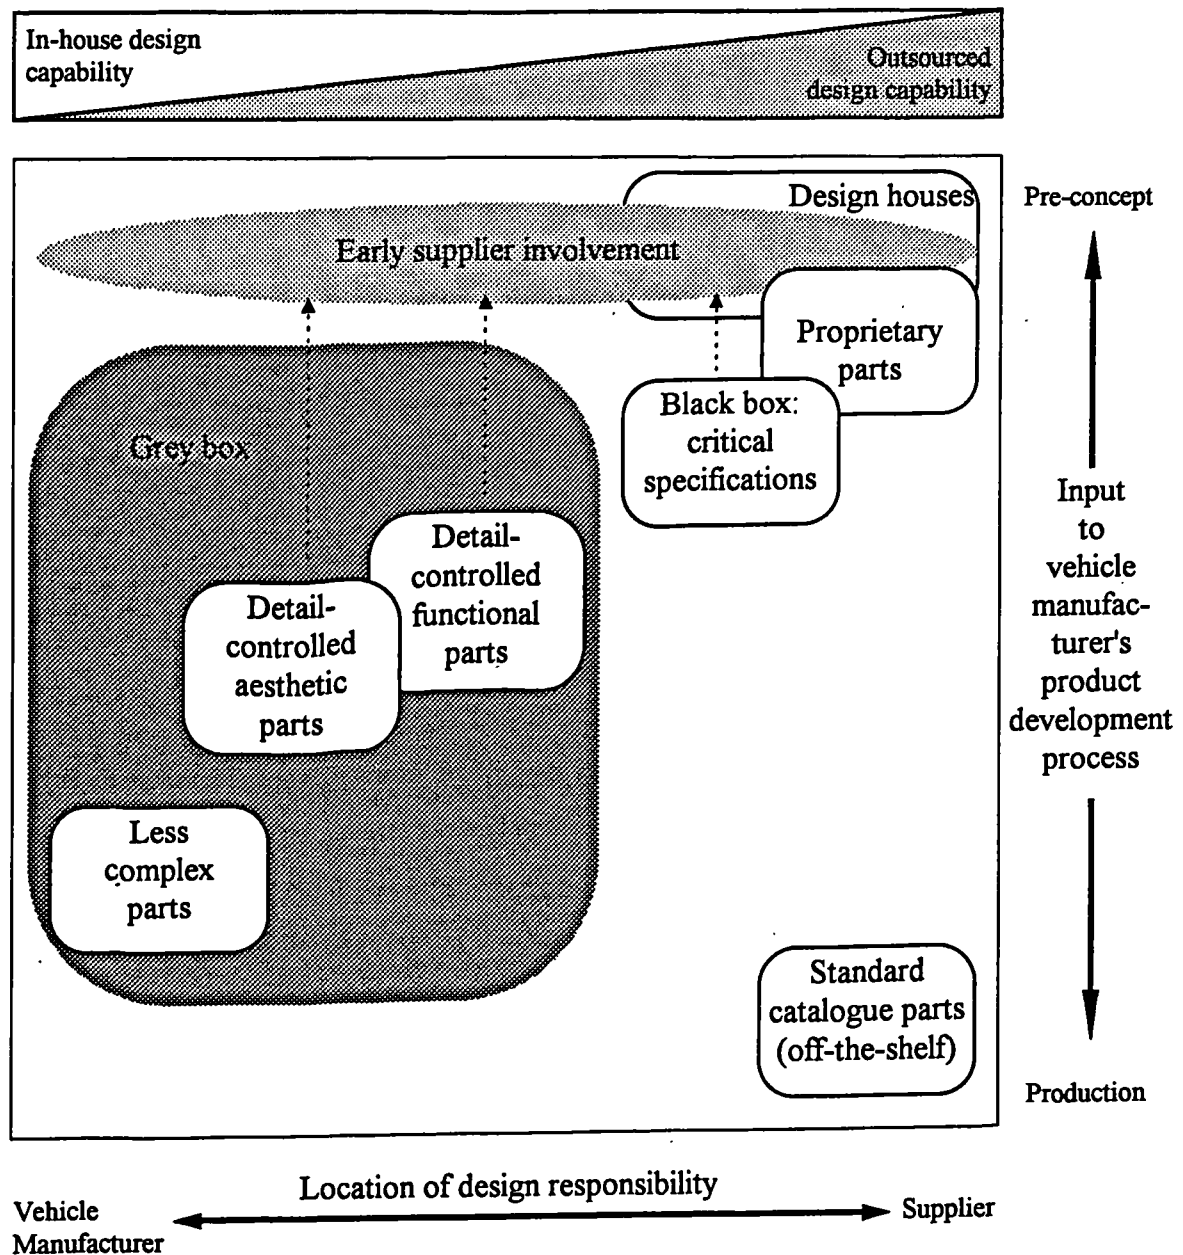 In-house design
capability
Outsourced
design capability
Design houses
Pre-concept
Early supplier involvement
Proprietary
parts
Black box:
critical
specifications
Grey box
Detail-
controlled
functional
parts
Detail-
controlled
aesthetic
parts
Less
complex
parts
Standard
catalogue parts
(off-the-shelf)
Input
to
vehicle
manufac-
turer's
product
development
process
Production
Location of design responsibility
Vehicle
Manufacturer
Supplier